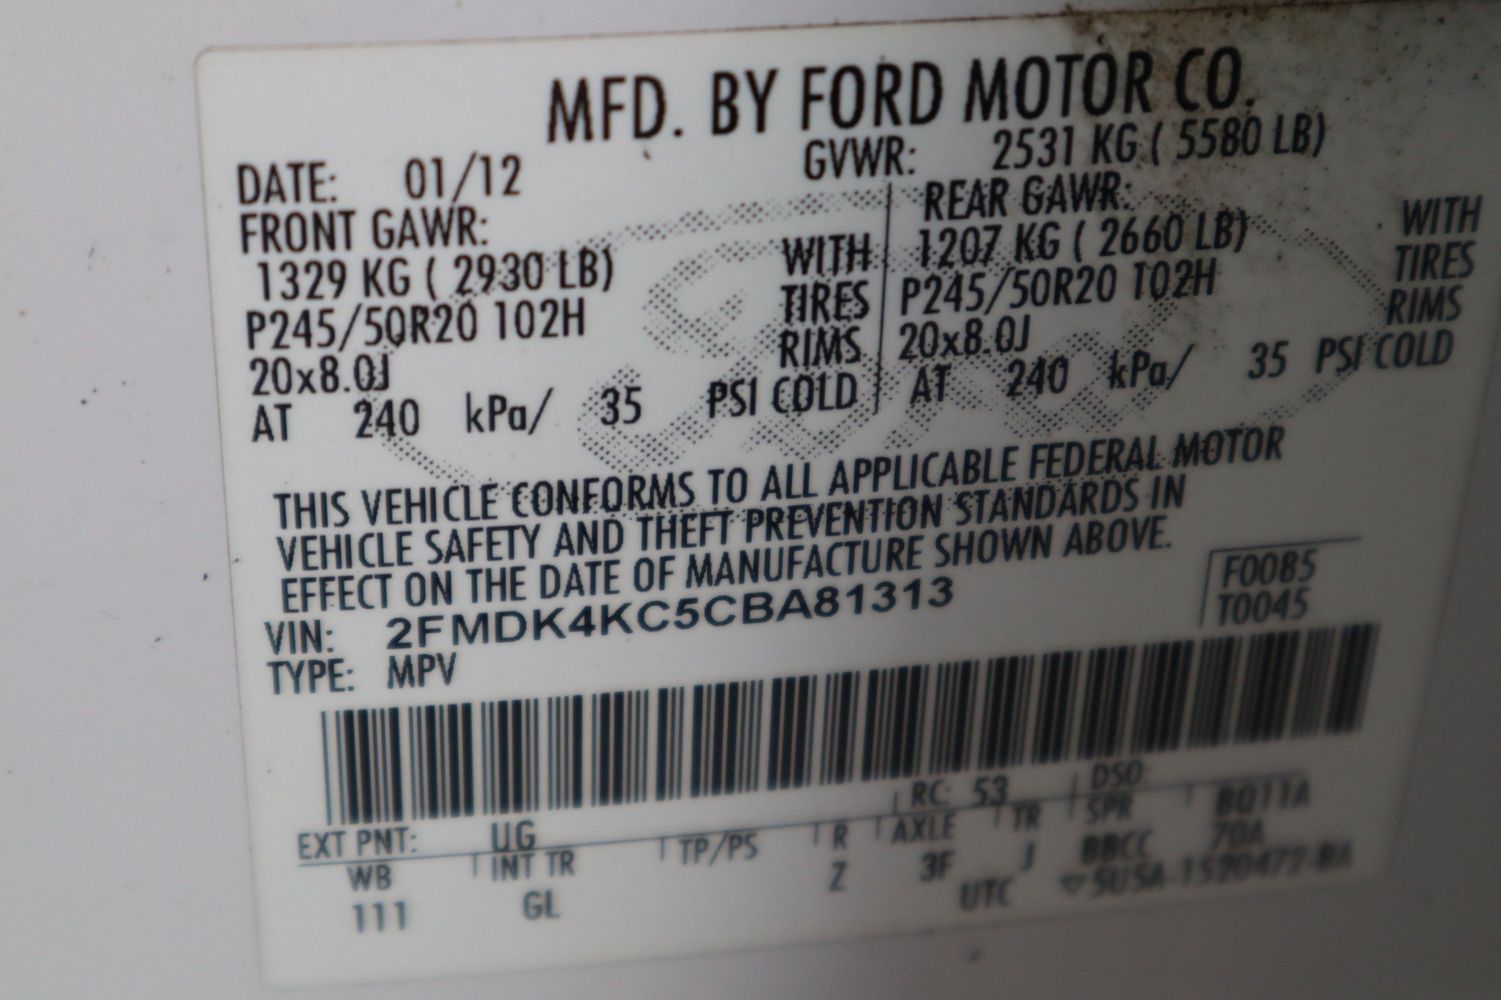 MFD. BY FORD MOTOR CO.
DATE: 01/12 GVWR: 2531 KG ( 5580 LB)
FRONT GAWR: REAR GAWR:
1329 KG ( 2930 LB) WITH 1207 KG ( 2660 LB) WITH
P245/50R20 102H TIRES P245/50R20 102H TIRES
20x8.0J RIMS 20x8.0J RIMS
AT 240 kPa/ 35 PSI COLD AT 240 kPa/ 35 PSI COLD
THIS VEHICLE CONFORMS TO ALL APPLICABLE FEDERAL MOTOR
VEHICLE SAFETY AND THEFT PREVENTION STANDARDS IN
EFFECT ON THE DATE OF MANUFACTURE SHOWN ABOVE.
F0085
VIN: 2FMDK4KC5CBA81313 T0045
TYPE: MPV
EXT PNT: UG RC: 53 DSO:
WB INT TR TP/PS R AXLE TR SPR BQ11A
111 GL Z 3F J BBCC 70A
UTC ▽ 5U5A-1520472-BA